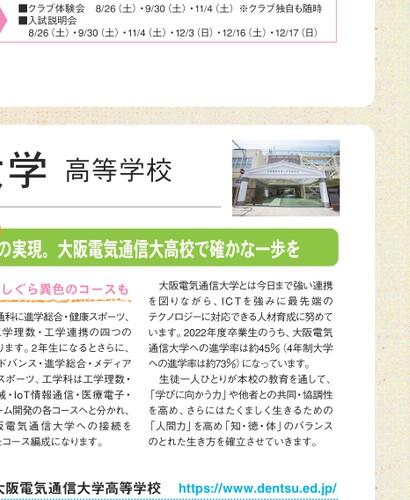 ■クラブ体験会 8/26（土）・9/30（土）・11/4（土）※クラブ独自も随時
■入試説明会
8/26（土）・9/30（土）・11/4（土）・12/3（日）・12/16（土）・12/17（日）
大学 高等学校
の実現。大阪電気通信大高校で確かな一歩を
しぐら異色のコースも
通科に進学総合・健康スポーツ、
工学理数・工学連携の四つの
ります。2年生になるとさらに、
ドバンス・進学総合・メディア
スポーツ、工学科は工学理数・
械・IoT情報通信・医療電子・
ーム開発の各コースへと分かれ、
阪電気通信大学への接続を
たコース編成になります。
大阪電気通信大学とは今日まで強い連携
を図りながら、ICTを強みに最先端の
テクノロジーに対応できる人材育成に努めて
います。2022年度卒業生のうち、大阪電気
通信大学への進学率は約45％（4年制大学
への進学率は約73％）になっています。
生徒一人ひとりが本校の教育を通して、
「学びに向かう力」や他者との共同・協調性
を高め、さらにはたくましく生きるための
「人間力」を高め「知・徳・体」のバランス
のとれた生き方を確立させていきます。
大阪電気通信大学高等学校 https://www.dentsu.ed.jp/